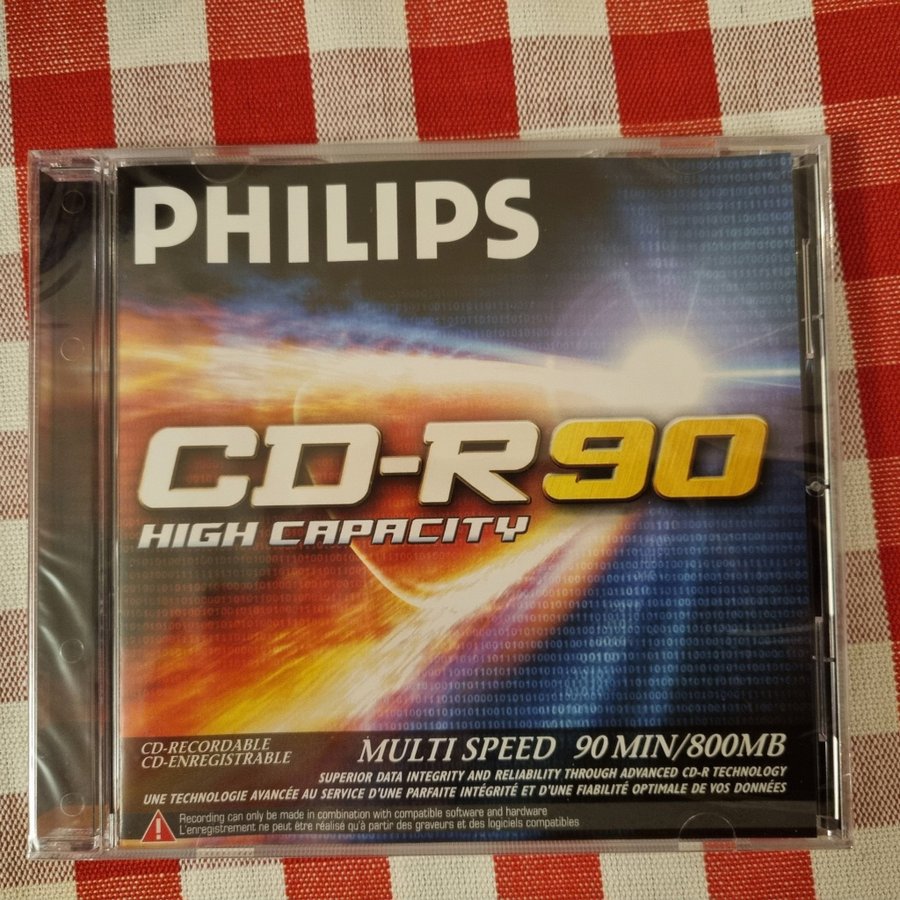 PHILIPS
CD-R90
HIGH CAPACITY
CD-RECORDABLE
CD-ENREGISTRABLE
MULTI SPEED 90 MIN/800MB
SUPERIOR DATA INTEGRITY AND RELIABILITY THROUGH ADVANCED CD-R TECHNOLOGY
UNE TECHNOLOGIE AVANCÉE AU SERVICE D'UNE PARFAITE INTÉGRITÉ ET D'UNE FIABILITÉ OPTIMALE DE VOS DONNÉES
Recording can only be made in combination with compatible software and hardware
L'enregistrement ne peut être réalisé qu'à partir des graveurs et des logiciels compatibles